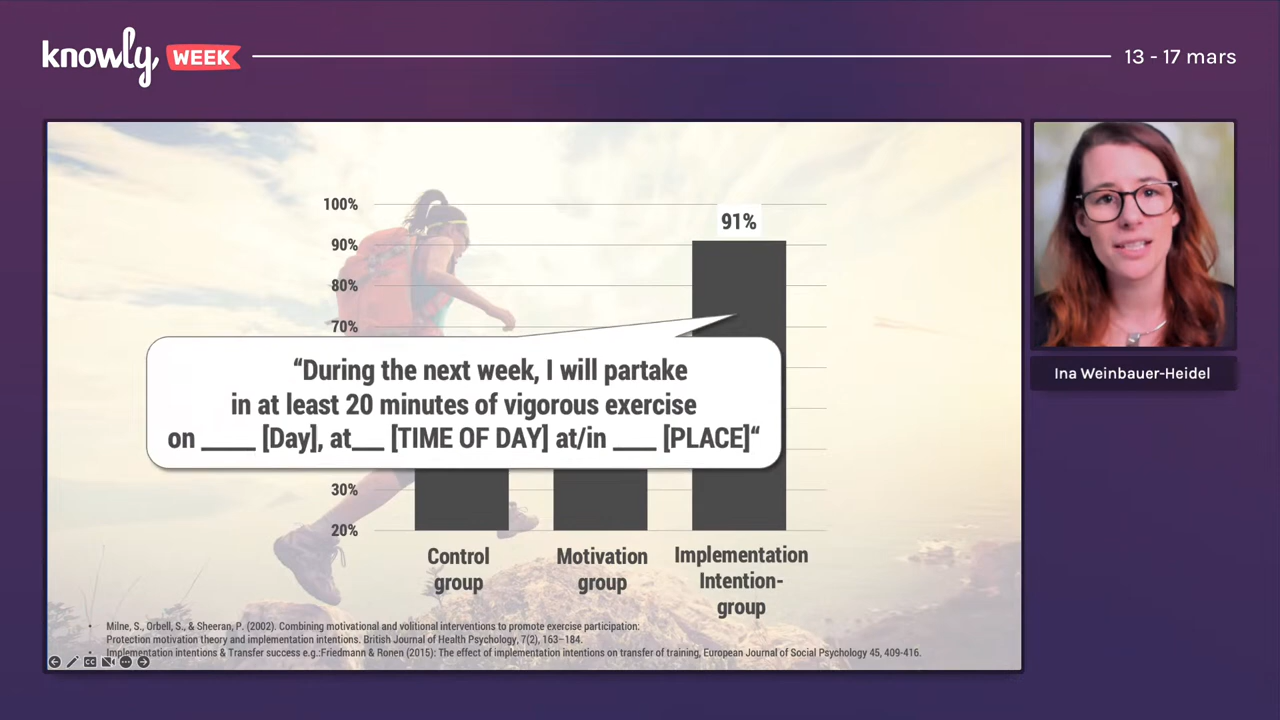 knowly WEEK
13 - 17 mars
100%
91%
90%
80%
70%
“During the next week, I will partake
in at least 20 minutes of vigorous exercise
on _____ [Day], at___ [TIME OF DAY] at/in ____ [PLACE]“
30%
20%
Control
group
Motivation
group
Implementation
Intention-
group
• Milne, S., Orbell, S., & Sheeran, P. (2002). Combining motivational and volitional interventions to promote exercise participation:
Protection motivation theory and implementation intentions. British Journal of Health Psychology, 7(2), 163–184.
• Implementation intentions & Transfer success e.g.:Friedmann & Ronen (2015): The effect of implementation intentions on transfer of training, European Journal of Social Psychology 45, 409-416.
CC
Ina Weinbauer-Heidel